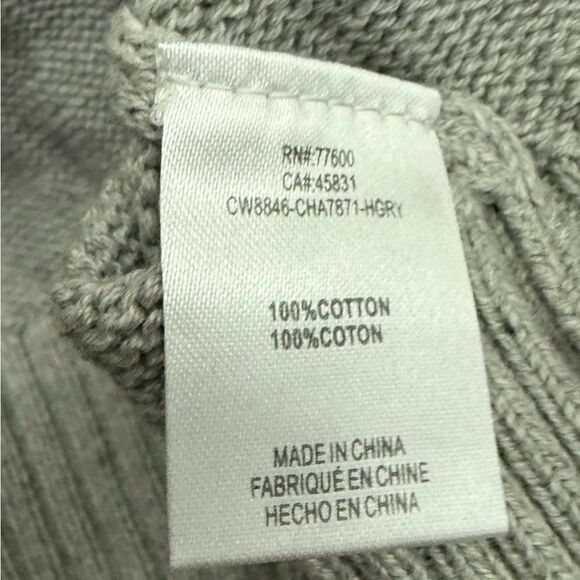 RN#:77600
CA#:45831
CW8846-CHA7871-HGRY
100%COTTON
100%COTON
MADE IN CHINA
FABRIQUÉ EN CHINE
HECHO EN CHINA